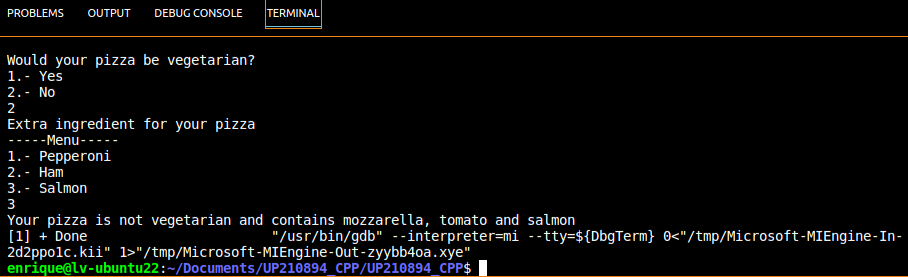 PROBLEMS OUTPUT DEBUG CONSOLE TERMINAL
Would your pizza be vegetarian?
1.- Yes
2.- No
2
Extra ingredient for your pizza
-----Menu-----
1.- Pepperoni
2.- Ham
3.- Salmon
3
Your pizza is not vegetarian and contains mozzarella, tomato and salmon
[1] + Done                       "/usr/bin/gdb" --interpreter=mi --tty=${DbgTerm} 0<"/tmp/Microsoft-MIEngine-In-
2d2ppo1c.kii" 1>"/tmp/Microsoft-MIEngine-Out-zyybb4oa.xye"
enrique@lv-ubuntu22:~/Documents/UP210894_CPP/UP210894_CPP$